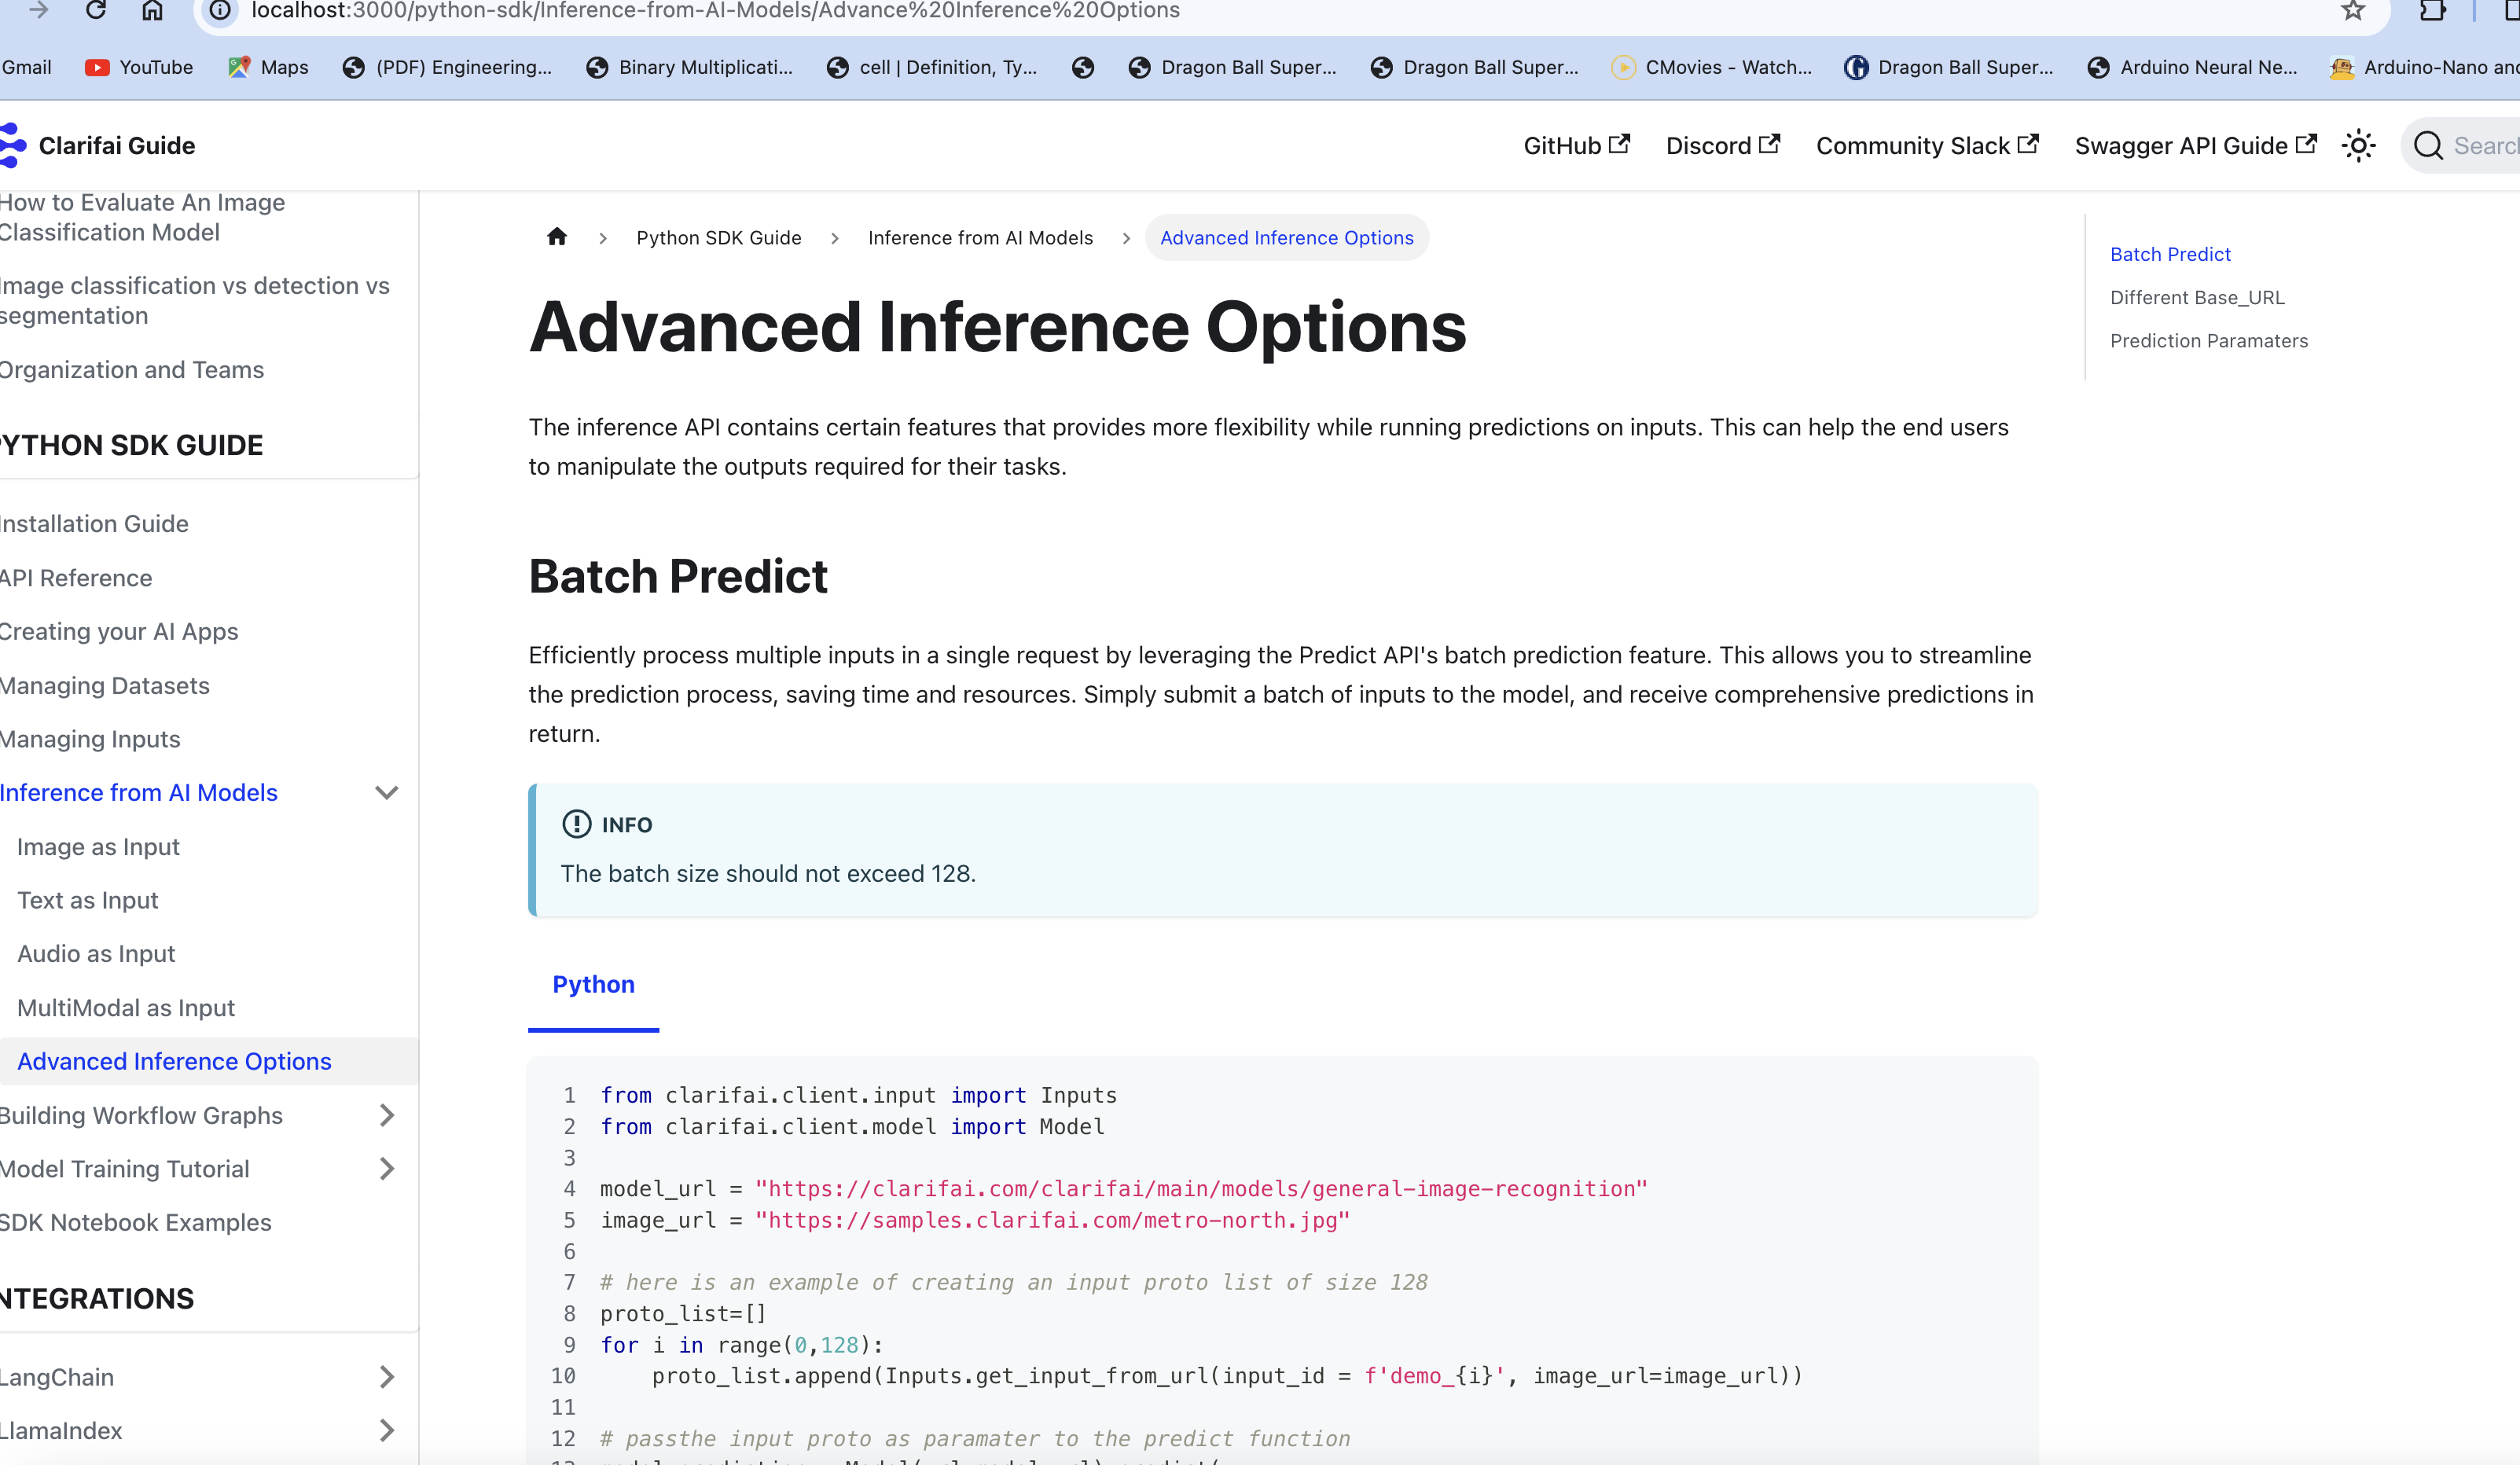 localhost:3000/python-sdk/Inference-from-AI-Models/Advance%20Inference%20Options
Gmail YouTube Maps (PDF) Engineering... Binary Multiplicati... cell | Definition, Ty... Dragon Ball Super... Dragon Ball Super... CMovies - Watch... Dragon Ball Super... Arduino Neural Ne... Arduino-Nano and
Clarifai Guide GitHub Discord Community Slack Swagger API Guide Search
How to Evaluate An Image
Classification Model
Image classification vs detection vs
segmentation
Organization and Teams
PYTHON SDK GUIDE
Installation Guide
API Reference
Creating your AI Apps
Managing Datasets
Managing Inputs
Inference from AI Models
Image as Input
Text as Input
Audio as Input
MultiModal as Input
Advanced Inference Options
Building Workflow Graphs
Model Training Tutorial
SDK Notebook Examples
INTEGRATIONS
LangChain
LlamaIndex
Python SDK Guide Inference from AI Models Advanced Inference Options
Advanced Inference Options
The inference API contains certain features that provides more flexibility while running predictions on inputs. This can help the end users
to manipulate the outputs required for their tasks.
Batch Predict
Efficiently process multiple inputs in a single request by leveraging the Predict API's batch prediction feature. This allows you to streamline
the prediction process, saving time and resources. Simply submit a batch of inputs to the model, and receive comprehensive predictions in
return.
INFO
The batch size should not exceed 128.
Python
1 from clarifai.client.input import Inputs
2 from clarifai.client.model import Model
3
4 model_url = "https://clarifai.com/clarifai/main/models/general-image-recognition"
5 image_url = "https://samples.clarifai.com/metro-north.jpg"
6
7 # here is an example of creating an input proto list of size 128
8 proto_list=[]
9 for i in range(0,128):
10 proto_list.append(Inputs.get_input_from_url(input_id = f'demo_{i}', image_url=image_url))
11
12 # passthe input proto as paramater to the predict function
Batch Predict
Different Base_URL
Prediction Paramaters